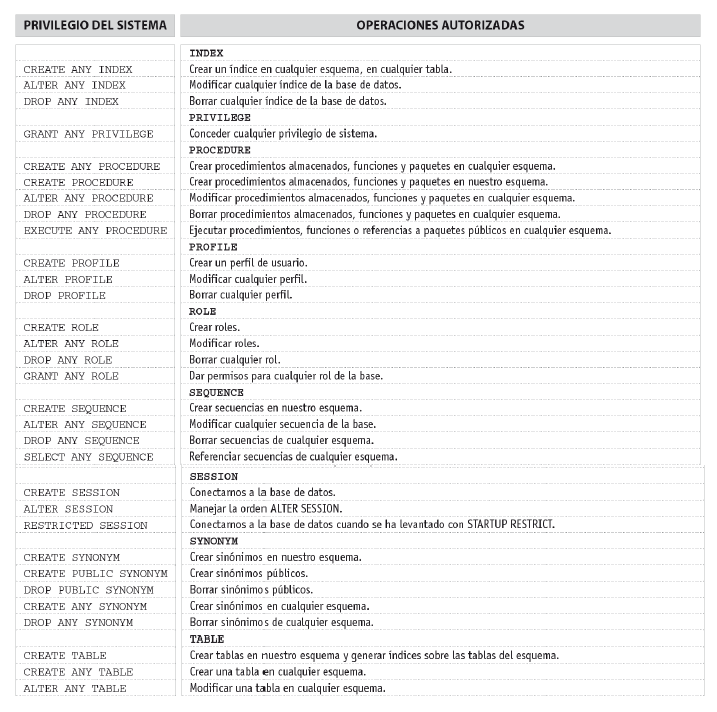 PRIVILEGIO DEL SISTEMA OPERACIONES AUTORIZADAS
INDEX
CREATE ANY INDEX Crear un índice en cualquier esquema, en cualquier tabla.
ALTER ANY INDEX Modificar cualquier índice de la base de datos.
DROP ANY INDEX Borrar cualquier índice de la base de datos.
PRIVILEGE
GRANT ANY PRIVILEGE Conceder cualquier privilegio de sistema.
PROCEDURE
CREATE ANY PROCEDURE Crear procedimientos almacenados, funciones y paquetes en cualquier esquema.
CREATE PROCEDURE Crear procedimientos almacenados, funciones y paquetes en nuestro esquema.
ALTER ANY PROCEDURE Modificar procedimientos almacenados, funciones y paquetes en cualquier esquema.
DROP ANY PROCEDURE Borrar procedimientos almacenados, funciones y paquetes en cualquier esquema.
EXECUTE ANY PROCEDURE Ejecutar procedimientos, funciones o referencias a paquetes públicos en cualquier esquema.
PROFILE
CREATE PROFILE Crear un perfil de usuario.
ALTER PROFILE Modificar cualquier perfil.
DROP PROFILE Borrar cualquier perfil.
ROLE
CREATE ROLE Crear roles.
ALTER ANY ROLE Modificar roles.
DROP ANY ROLE Borrar cualquier rol.
GRANT ANY ROLE Dar permisos para cualquier rol de la base.
SEQUENCE
CREATE SEQUENCE Crear secuencias en nuestro esquema.
ALTER ANY SEQUENCE Modificar cualquier secuencia de la base.
DROP ANY SEQUENCE Borrar secuencias de cualquier esquema.
SELECT ANY SEQUENCE Referenciar secuencias de cualquier esquema.
SESSION
CREATE SESSION Conectarnos a la base de datos.
ALTER SESSION Manejar la orden ALTER SESSION.
RESTRICTED SESSION Conectarnos a la base de datos cuando se ha levantado con STARTUP RESTRICT.
SYNONYM
CREATE SYNONYM Crear sinónimos en nuestro esquema.
CREATE PUBLIC SYNONYM Crear sinónimos públicos.
DROP PUBLIC SYNONYM Borrar sinónimos públicos.
CREATE ANY SYNONYM Crear sinónimos en cualquier esquema.
DROP ANY SYNONYM Borrar sinónimos de cualquier esquema.
TABLE
CREATE TABLE Crear tablas en nuestro esquema y generar índices sobre las tablas del esquema.
CREATE ANY TABLE Crear una tabla en cualquier esquema.
ALTER ANY TABLE Modificar una tabla en cualquier esquema.